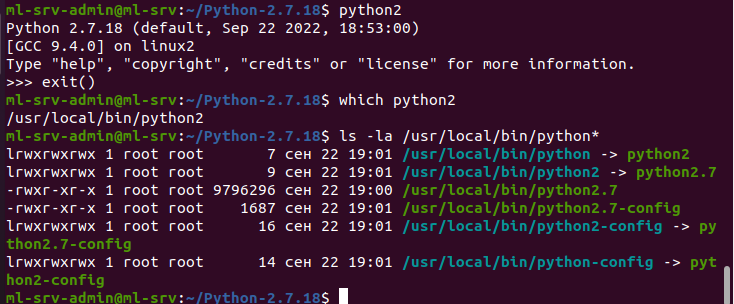 ml-srv-admin@ml-srv:~/Python-2.7.18$ python2
Python 2.7.18 (default, Sep 22 2022, 18:53:00)
[GCC 9.4.0] on linux2
Type "help", "copyright", "credits" or "license" for more information.
>>> exit()
ml-srv-admin@ml-srv:~/Python-2.7.18$ which python2
/usr/local/bin/python2
ml-srv-admin@ml-srv:~/Python-2.7.18$ ls -la /usr/local/bin/python*
lrwxrwxrwx 1 root root       7 сен 22 19:01 /usr/local/bin/python -> python2
lrwxrwxrwx 1 root root       9 сен 22 19:01 /usr/local/bin/python2 -> python2.7
-rwxr-xr-x 1 root root 9796296 сен 22 19:00 /usr/local/bin/python2.7
-rwxr-xr-x 1 root root    1687 сен 22 19:01 /usr/local/bin/python2.7-config
lrwxrwxrwx 1 root root      16 сен 22 19:01 /usr/local/bin/python2-config -> py
thon2.7-config
lrwxrwxrwx 1 root root      14 сен 22 19:01 /usr/local/bin/python-config -> pyt
hon2-config
ml-srv-admin@ml-srv:~/Python-2.7.18$